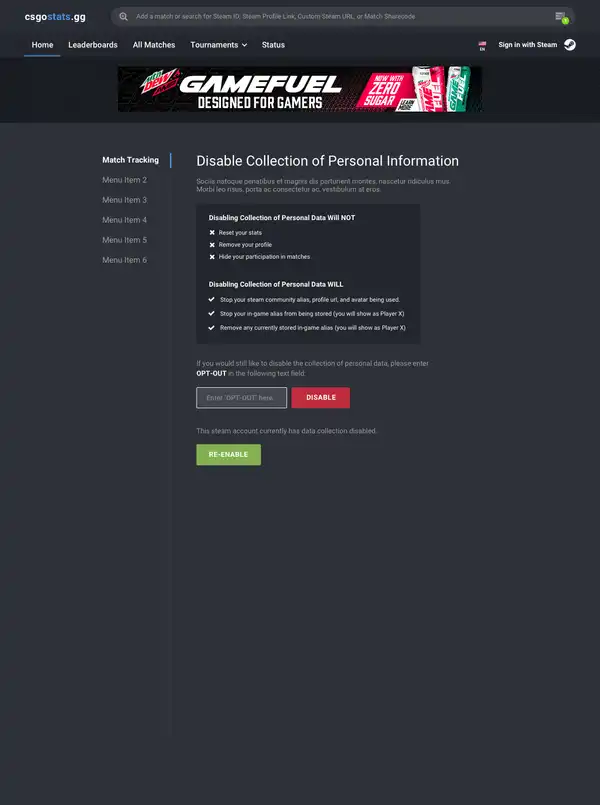 csgostats.gg
Add a match or search for Steam ID, Steam Profile Link, Custom Steam URL, or Match Sharecode
Home
Leaderboards
All Matches
Tournaments
Status
EN
Sign in with Steam
mtn DEW
GAMEFUEL
DESIGNED FOR GAMERS
NOW WITH
ZERO
SUGAR
LEARN
MORE
Match Tracking
Menu Item 2
Menu Item 3
Menu Item 4
Menu Item 5
Menu Item 6
Disable Collection of Personal Information
Sociis natoque penatibus et magnis dis parturient montes, nascetur ridiculus mus.
Morbi leo risus, porta ac consectetur ac, vestibulum at eros.
Disabling Collection of Personal Data Will NOT
Reset your stats
Remove your profile
Hide your participation in matches
Disabling Collection of Personal Data WILL
Stop your steam community alias, profile url, and avatar being used.
Stop your in-game alias from being stored (you will show as Player X)
Remove any currently stored in-game alias (you will show as Player X)
If you would still like to disable the collection of personal data, please enter
OPT-OUT in the following text field:
Enter 'OPT-OUT' here.
DISABLE
This steam account currently has data collection disabled.
RE-ENABLE